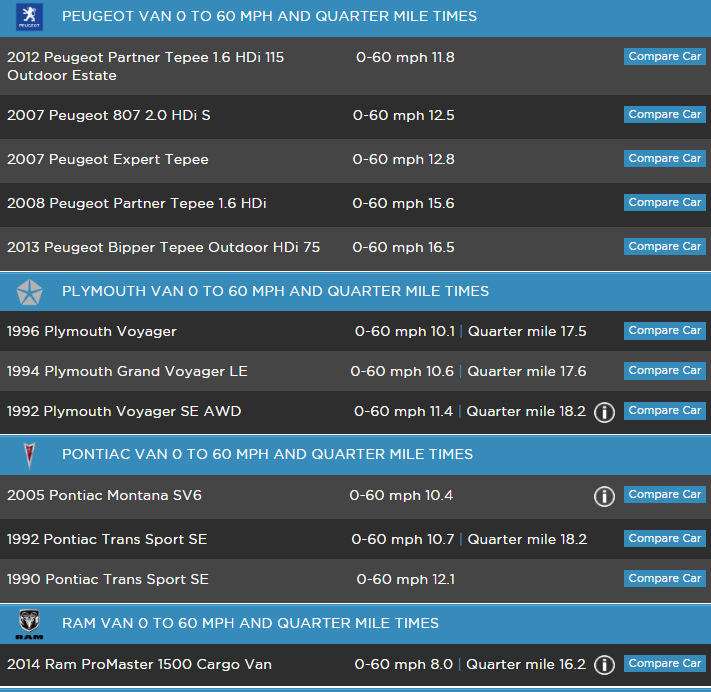 PEUGEOT
PEUGEOT VAN 0 TO 60 MPH AND QUARTER MILE TIMES
2012 Peugeot Partner Tepee 1.6 HDi 115 0-60 mph 11.8 Compare Car
Outdoor Estate
2007 Peugeot 807 2.0 HDi S 0-60 mph 12.5 Compare Car
2007 Peugeot Expert Tepee 0-60 mph 12.8 Compare Car
2008 Peugeot Partner Tepee 1.6 HDi 0-60 mph 15.6 Compare Car
2013 Peugeot Bipper Tepee Outdoor HDi 75 0-60 mph 16.5 Compare Car
PLYMOUTH VAN 0 TO 60 MPH AND QUARTER MILE TIMES
1996 Plymouth Voyager 0-60 mph 10.1 | Quarter mile 17.5 Compare Car
1994 Plymouth Grand Voyager LE 0-60 mph 10.6 | Quarter mile 17.6 Compare Car
1992 Plymouth Voyager SE AWD 0-60 mph 11.4 | Quarter mile 18.2 i Compare Car
PONTIAC VAN 0 TO 60 MPH AND QUARTER MILE TIMES
2005 Pontiac Montana SV6 0-60 mph 10.4 i Compare Car
1992 Pontiac Trans Sport SE 0-60 mph 10.7 | Quarter mile 18.2 Compare Car
1990 Pontiac Trans Sport SE 0-60 mph 12.1 Compare Car
RAM
RAM VAN 0 TO 60 MPH AND QUARTER MILE TIMES
2014 Ram ProMaster 1500 Cargo Van 0-60 mph 8.0 | Quarter mile 16.2 i Compare Car